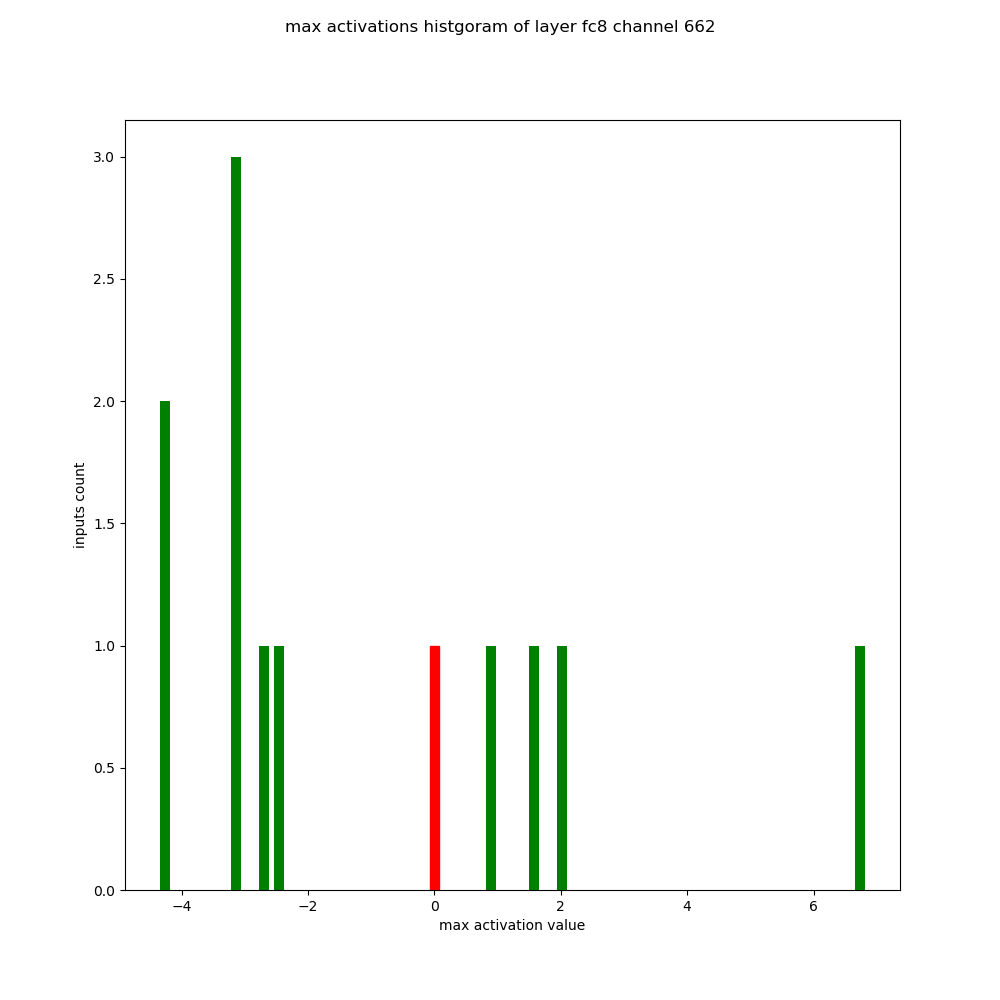 max activations histgoram of layer fc8 channel 662
3.0
2.5
2.0
1.5
1.0
0.5
0.0
inputs count
−4 −2 0 2 4 6
max activation value